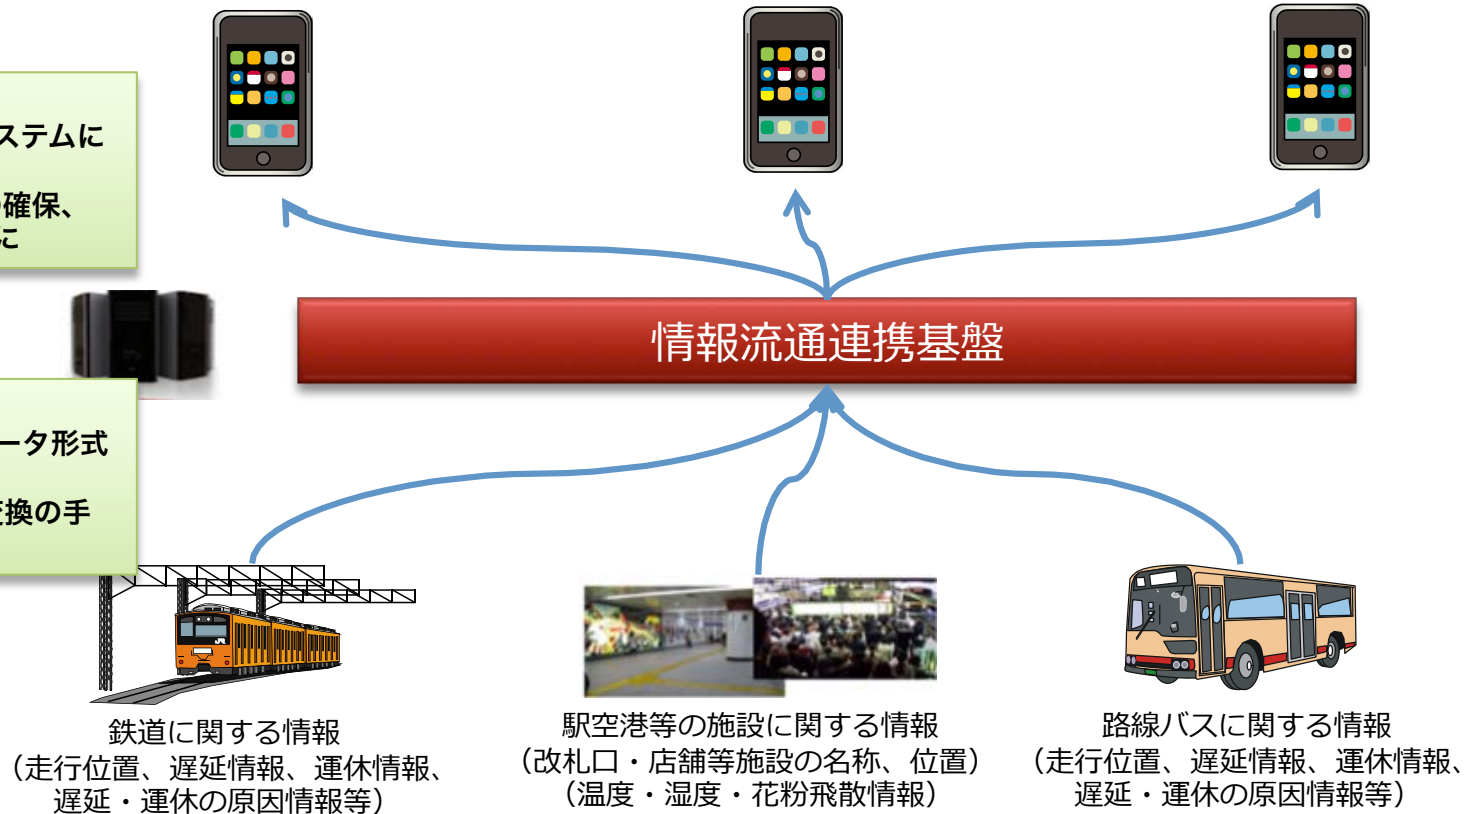 ステムに
確保、
に
情報流通連携基盤
ータ形式
換の手
JR
鉄道に関する情報
（走行位置、遅延情報、運休情報、
遅延・運休の原因情報等）
駅空港等の施設に関する情報
（改札口・店舗等施設の名称、位置）
（温度・湿度・花粉飛散情報）
路線バスに関する情報
（走行位置、遅延情報、運休情報、
遅延・運休の原因情報等）